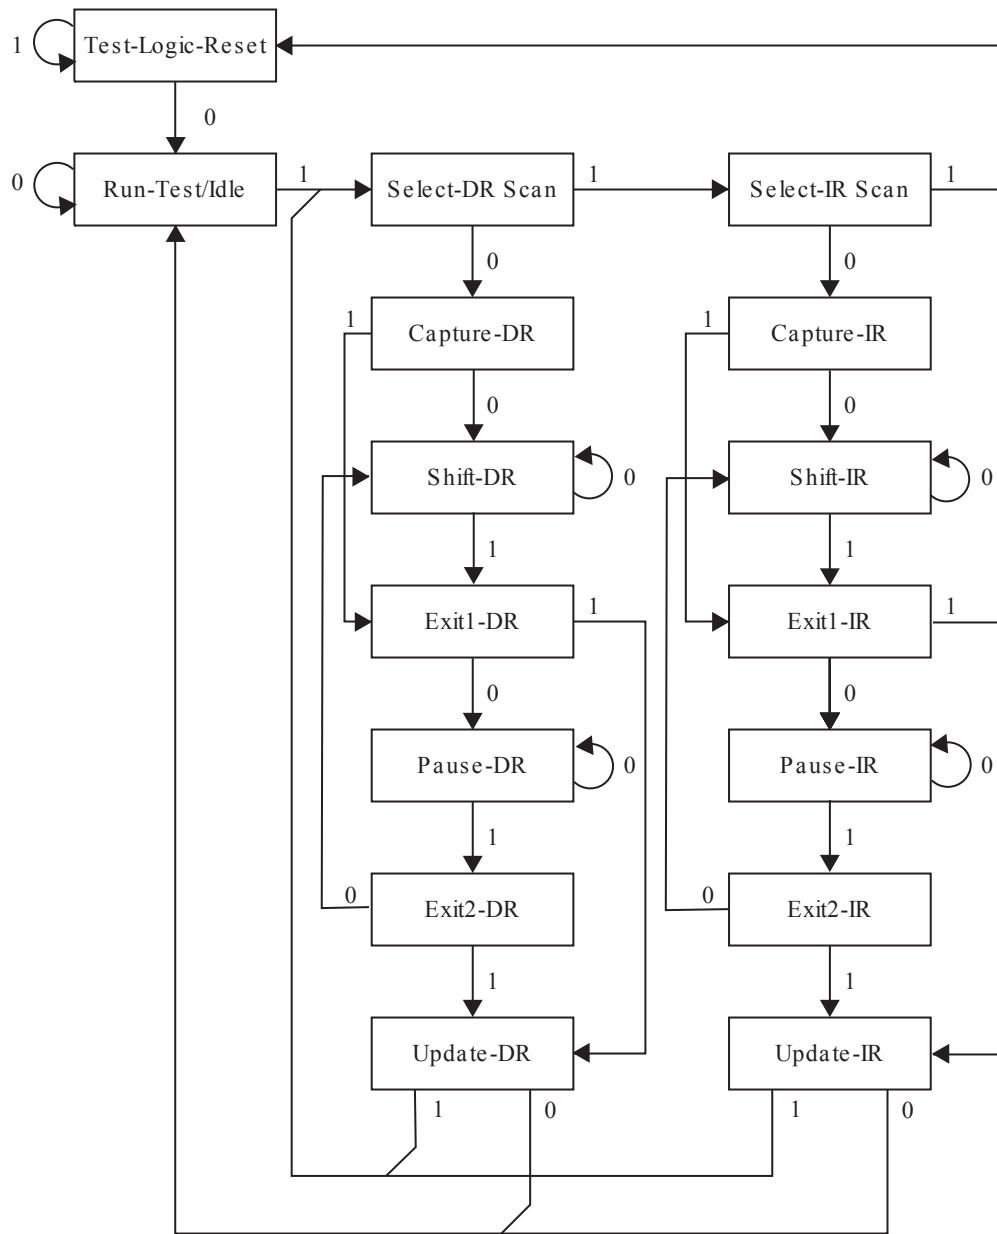 1 Test-Logic-Reset
0
0 Run-Test/Idle 1 Select-DR Scan 1 Select-IR Scan 1
0 0
1 Capture-DR 1 Capture-IR
0 0
Shift-DR 0 Shift-IR 0
1 1
Exit1-DR 1 Exit1-IR 1
0 0
Pause-DR 0 Pause-IR 0
1 1
0 Exit2-DR 0 Exit2-IR
1 1
Update-DR Update-IR
1 0 1 0